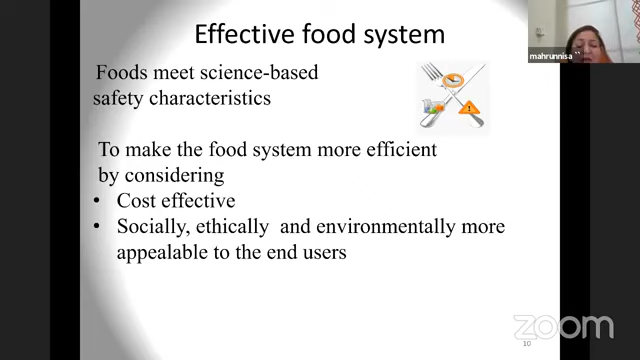 Effective food system
mahrunnisa
Foods meet science-based
safety characteristics
To make the food system more efficient
by considering
• Cost effective
• Socially, ethically and environmentally more
appealable to the end users
zoom
10